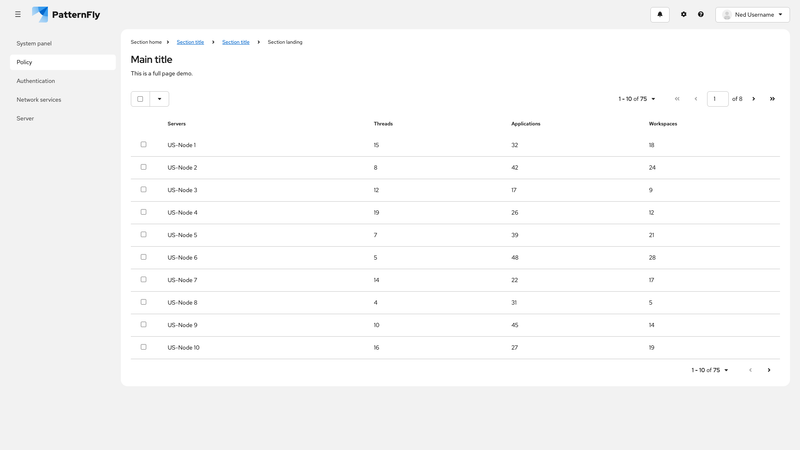 PatternFly
Ned Username
System panel
Policy
Authentication
Network services
Server
Section home Section title Section title Section landing
Main title
This is a full page demo.
1 - 10 of 75 1 of 8
Servers Threads Applications Workspaces
US-Node 1 15 32 18
US-Node 2 8 42 24
US-Node 3 12 17 9
US-Node 4 19 26 12
US-Node 5 7 39 21
US-Node 6 5 48 28
US-Node 7 14 22 17
US-Node 8 4 31 5
US-Node 9 10 45 14
US-Node 10 16 27 19
1 - 10 of 75